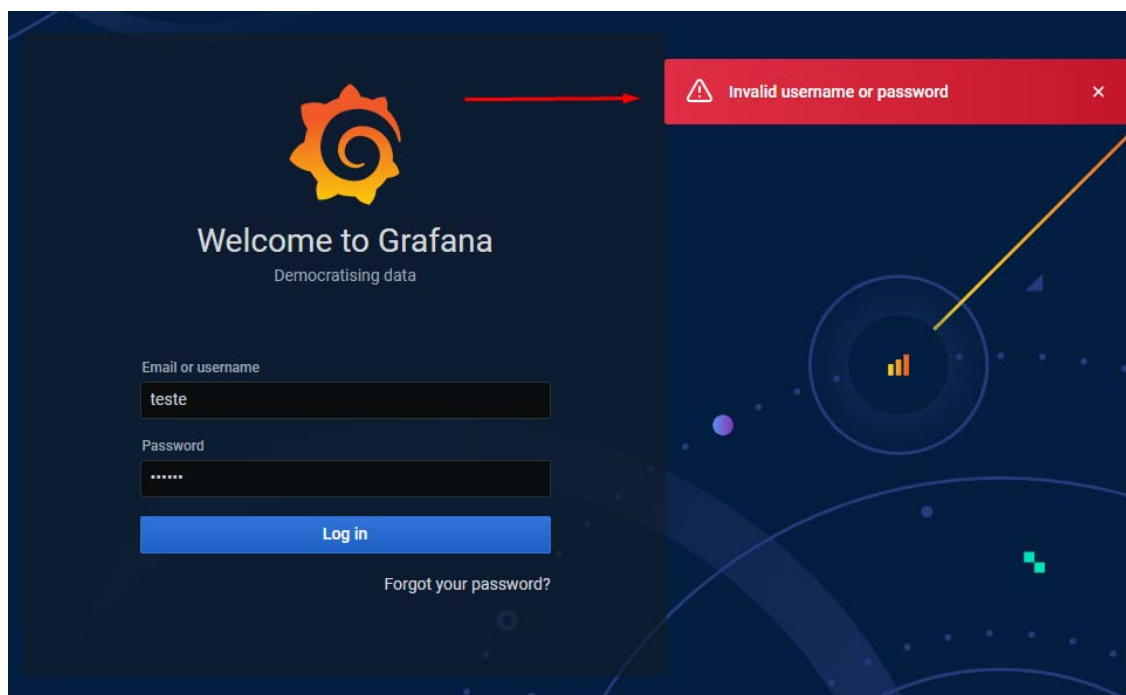 Invalid username or password
Welcome to Grafana
Democratising data
Email or username
teste
Password
••••••
Log in
Forgot your password?